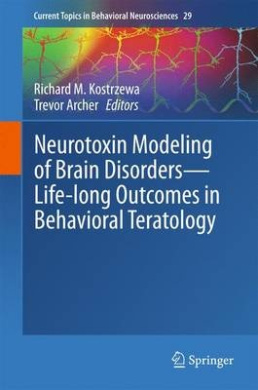 Current Topics in Behavioral Neurosciences 29
Richard M. Kostrzewa
Trevor Archer Editors
Neurotoxin Modeling
of Brain Disorders—
Life-long Outcomes in
Behavioral Teratology
Springer